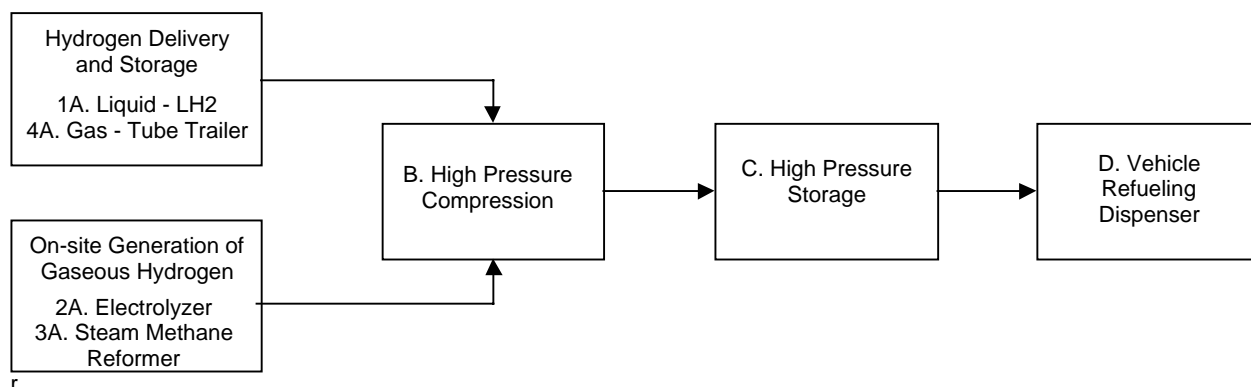 Hydrogen Delivery
and Storage
1A. Liquid - LH2
4A. Gas - Tube Trailer
On-site Generation of
Gaseous Hydrogen
2A. Electrolyzer
3A. Steam Methane
Reformer
r
B. High Pressure
Compression
C. High Pressure
Storage
D. Vehicle
Refueling
Dispenser